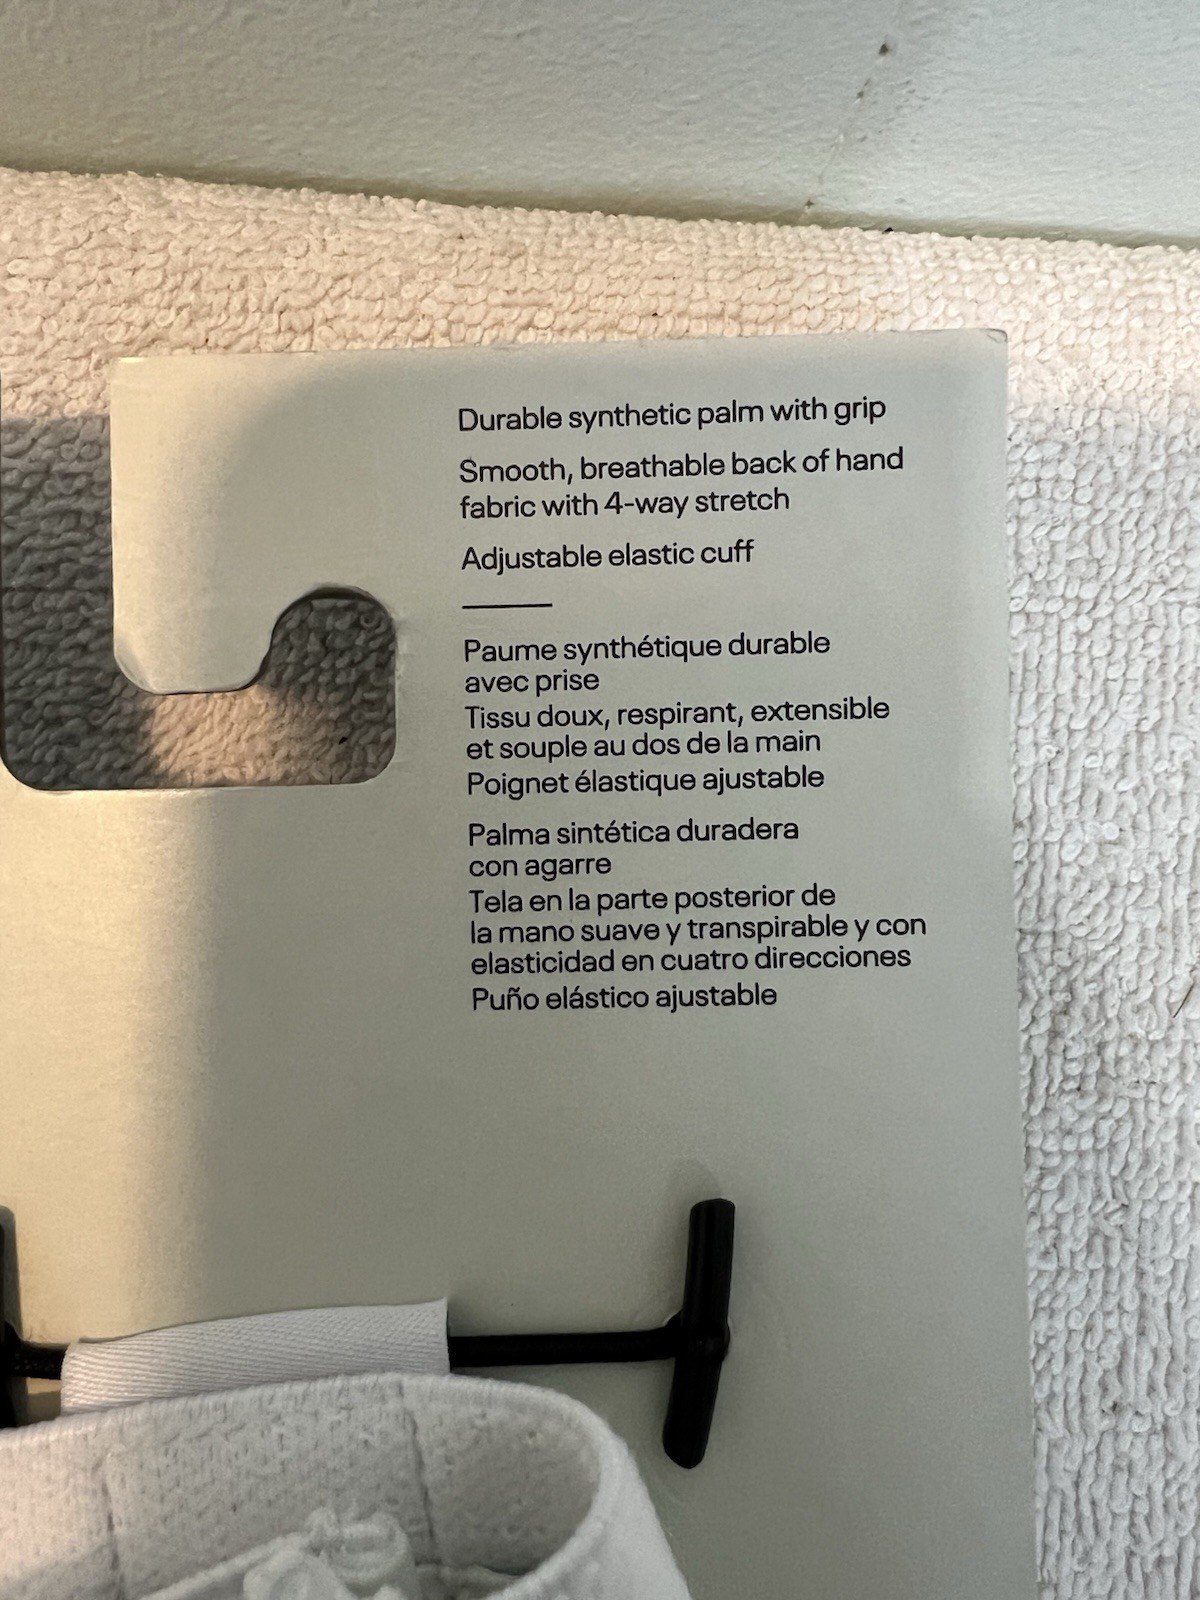 Durable synthetic palm with grip
Smooth, breathable back of hand
fabric with 4-way stretch
Adjustable elastic cuff
Paume synthétique durable
avec prise
Tissu doux, respirant, extensible
et souple au dos de la main
Poignet élastique ajustable
Palma sintética duradera
con agarre
Tela en la parte posterior de
la mano suave y transpirable y con
elasticidad en cuatro direcciones
Puño elástico ajustable